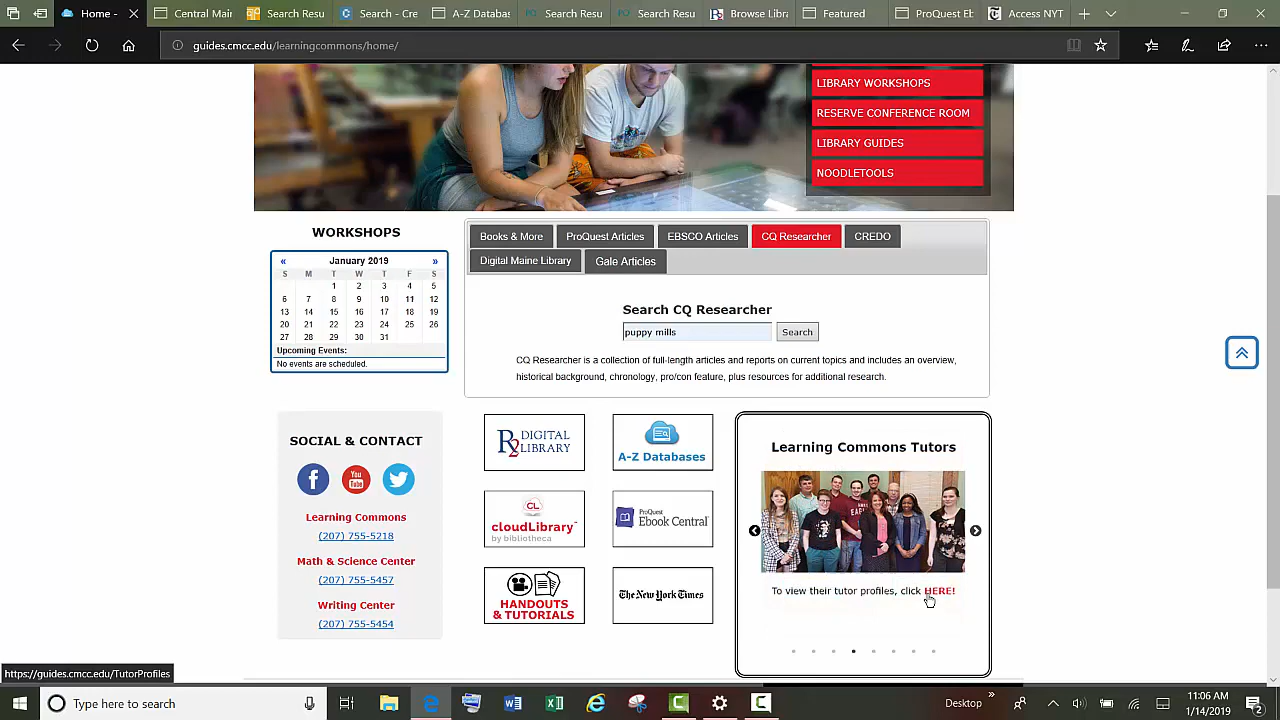 Home
Central Main
Search Resu
Search - Cre
A-Z Databas
Search Resu
Search Resu
Browse Libra
Featured
ProQuest Eb
Access NYT
guides.cmcc.edu/learningcommons/home/
LIBRARY WORKSHOPS
RESERVE CONFERENCE ROOM
LIBRARY GUIDES
NOODLETOOLS
WORKSHOPS
« January 2019 »
S M T W T F S
1 2 3 4 5
6 7 8 9 10 11 12
13 14 15 16 17 18 19
20 21 22 23 24 25 26
27 28 29 30 31
Upcoming Events:
No events are scheduled.
Books & More ProQuest Articles EBSCO Articles CQ Researcher CREDO
Digital Maine Library Gale Articles
Search CQ Researcher
puppy mills Search
CQ Researcher is a collection of full-length articles and reports on current topics and includes an overview,
historical background, chronology, pro/con feature, plus resources for additional research.
SOCIAL & CONTACT
You
Tube
Learning Commons
(207) 755-5218
Math & Science Center
(207) 755-5457
Writing Center
(207) 755-5454
R2 DIGITAL
LIBRARY
A-Z Databases
CL
cloudLibrary
by bibliotheca
ProQuest
Ebook Central
HANDOUTS
& TUTORIALS
The New York Times
Learning Commons Tutors
To view their tutor profiles, click HERE!
https://guides.cmcc.edu/TutorProfiles
Type here to search
Desktop
11:06 AM
1/14/2019
2